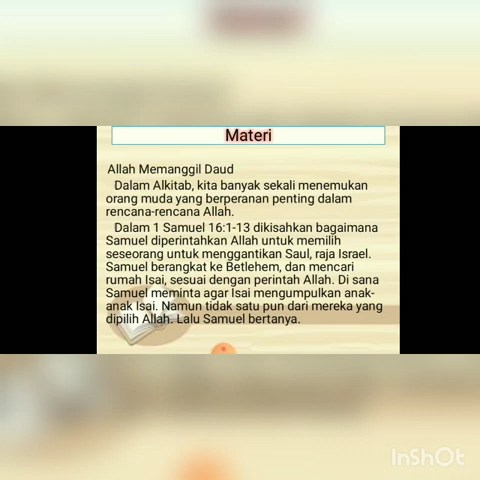 Materi
Allah Memanggil Daud
Dalam Alkitab, kita banyak sekali menemukan
orang muda yang berperanan penting dalam
rencana-rencana Allah.
Dalam 1 Samuel 16:1-13 dikisahkan bagaimana
Samuel diperintahkan Allah untuk memilih
seseorang untuk menggantikan Saul, raja Israel.
Samuel berangkat ke Betlehem, dan mencari
rumah Isai, sesuai dengan perintah Allah. Di sana
Samuel meminta agar Isai mengumpulkan anak-
anak Isai. Namun tidak satu pun dari mereka yang
dipilih Allah. Lalu Samuel bertanya.
InShOt